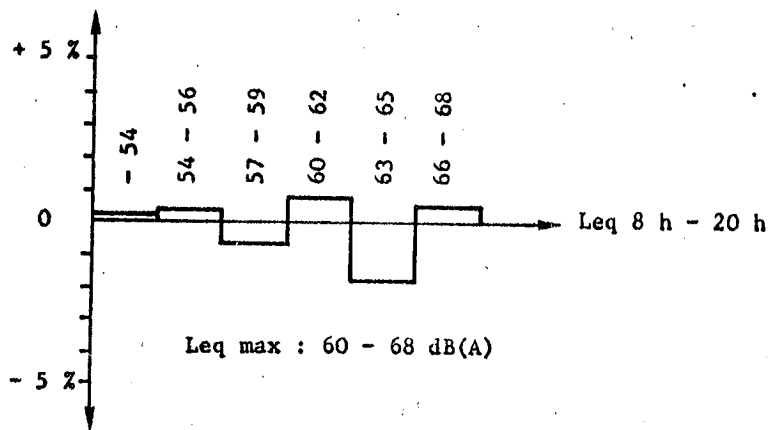 + 5 %
- 54
54 - 56
57 - 59
60 - 62
63 - 65
66 - 68
0
Leq 8 h - 20 h
Leq max : 60 - 68 dB(A)
- 5 %